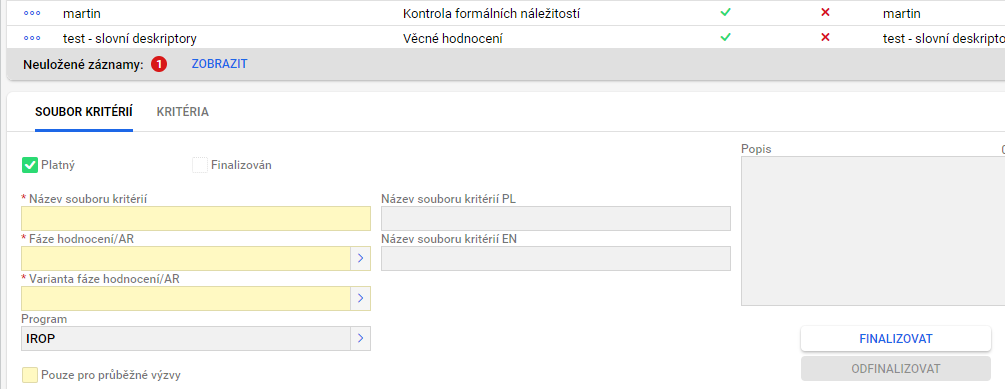 martin Kontrola formálních náležitostí martin
test - slovní deskriptory Věcné hodnocení test - slovní deskripto
Neuložené záznamy: 1 ZOBRAZIT
SOUBOR KRITÉRIÍ KRITÉRIA
Platný Finalizován
Popis
* Název souboru kritérií Název souboru kritérií PL
* Fáze hodnocení/AR Název souboru kritérií EN
* Varianta fáze hodnocení/AR
Program
IROP
FINALIZOVAT
Pouze pro průběžné výzvy
ODFINALIZOVAT